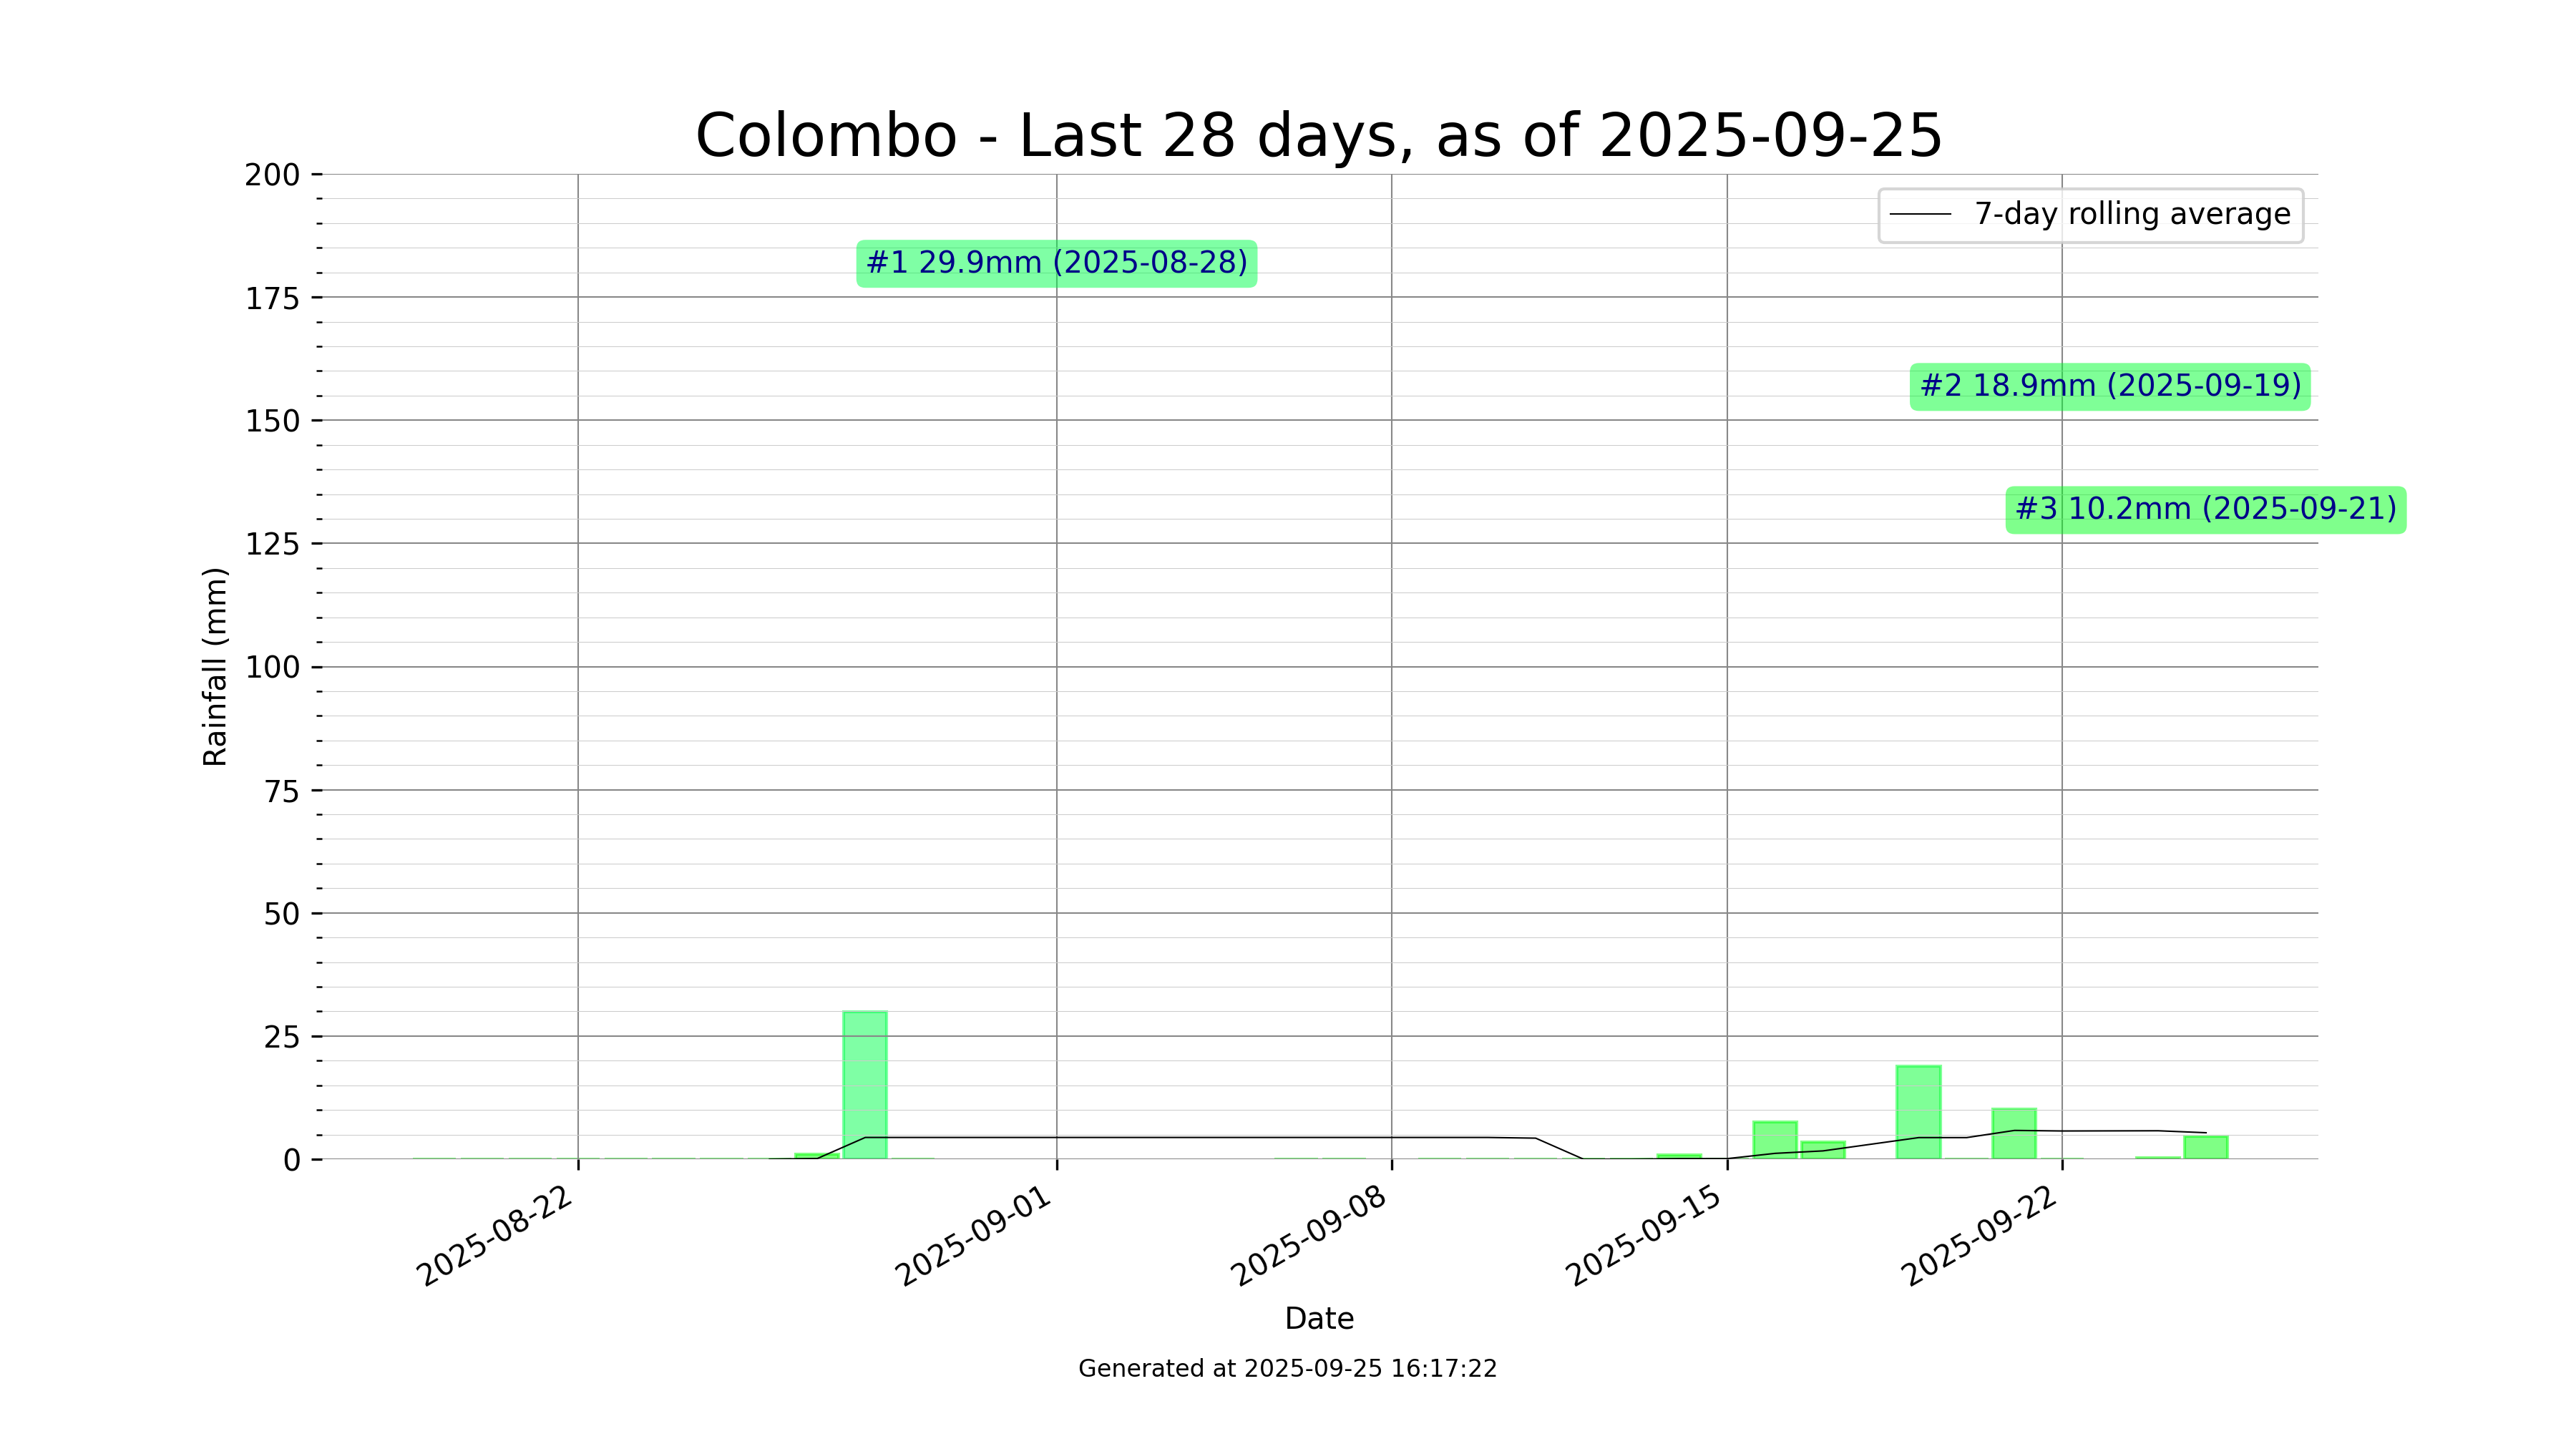 Colombo - Last 28 days, as of 2025-09-25
7-day rolling average
#1 29.9mm (2025-08-28)
#2 18.9mm (2025-09-19)
#3 10.2mm (2025-09-21)
Rainfall (mm)
200
175
150
125
100
75
50
25
0
2025-08-22
2025-09-01
2025-09-08
2025-09-15
2025-09-22
Date
Generated at 2025-09-25 16:17:22